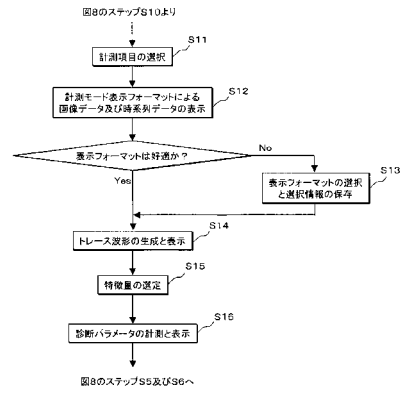 図8のステップS10より
S11
計測項目の選択
S12
計測モード表示フォーマットによる
画像データ及び時系列データの表示
表示フォーマットは好適か？
No
Yes
S13
表示フォーマットの選択
と選択情報の保存
S14
トレース波形の生成と表示
S15
特徴量の選定
S16
診断パラメータの計測と表示
図8のステップS5及びS6へ